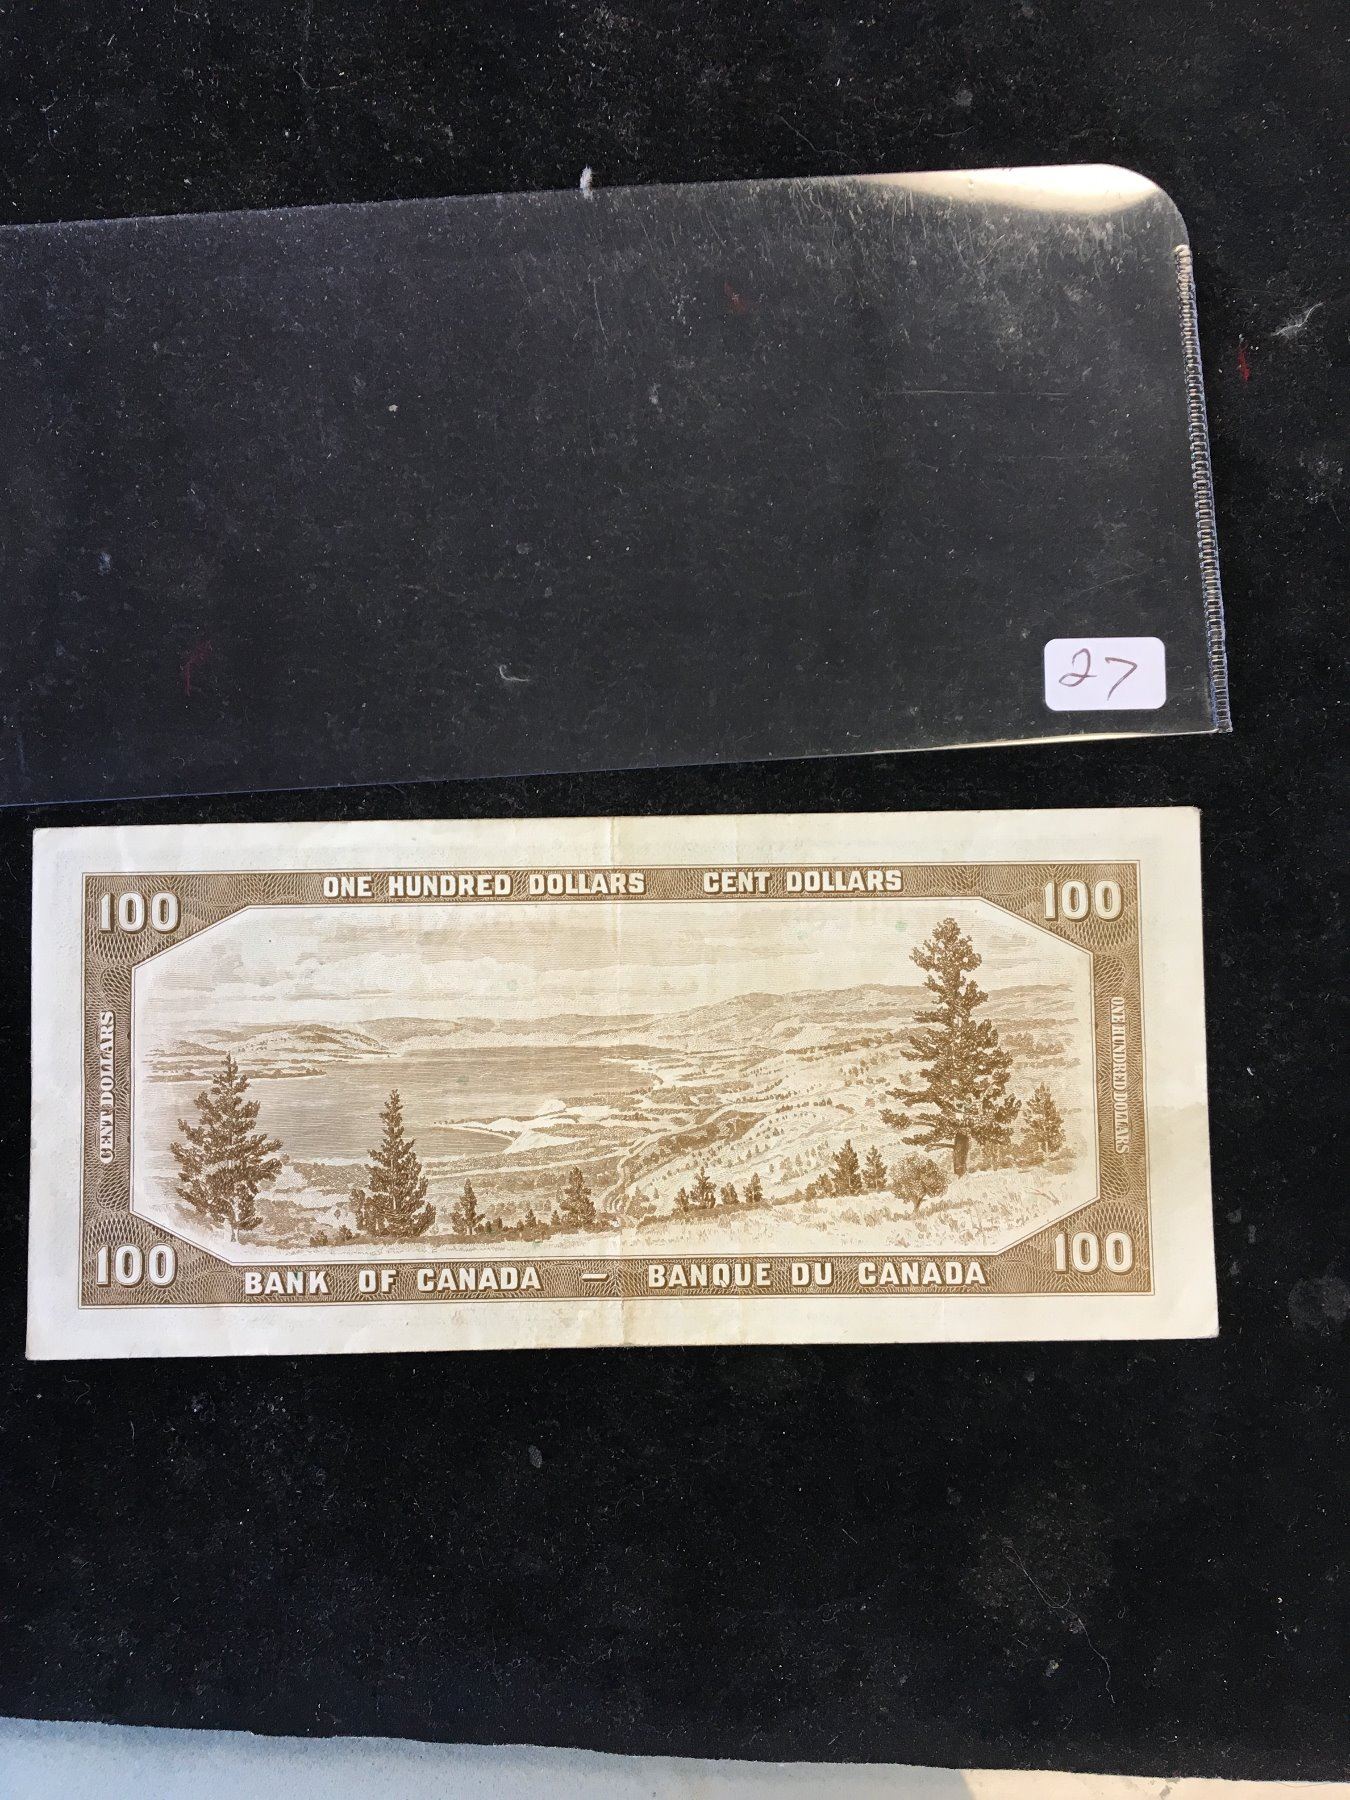 27
100 ONE HUNDRED DOLLARS CENT DOLLARS 100
CENT DOLLARS
ONE HUNDRED DOLLARS
100 BANK OF CANADA — BANQUE DU CANADA 100